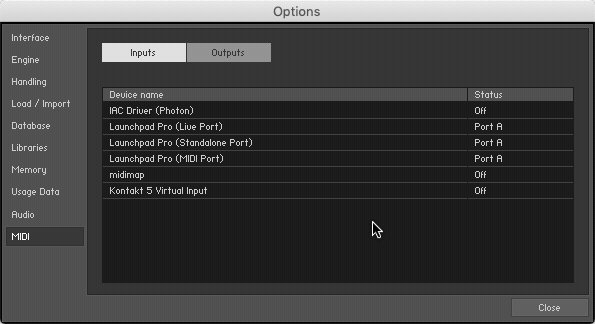 Options
Interface
Engine
Handling
Load / Import
Database
Libraries
Memory
Usage Data
Audio
MIDI
Inputs Outputs
Device name Status
IAC Driver (Photon) Off
Launchpad Pro (Live Port) Port A
Launchpad Pro (Standalone Port) Port A
Launchpad Pro (MIDI Port) Port A
midimap Off
Kontakt 5 Virtual Input Off
Close